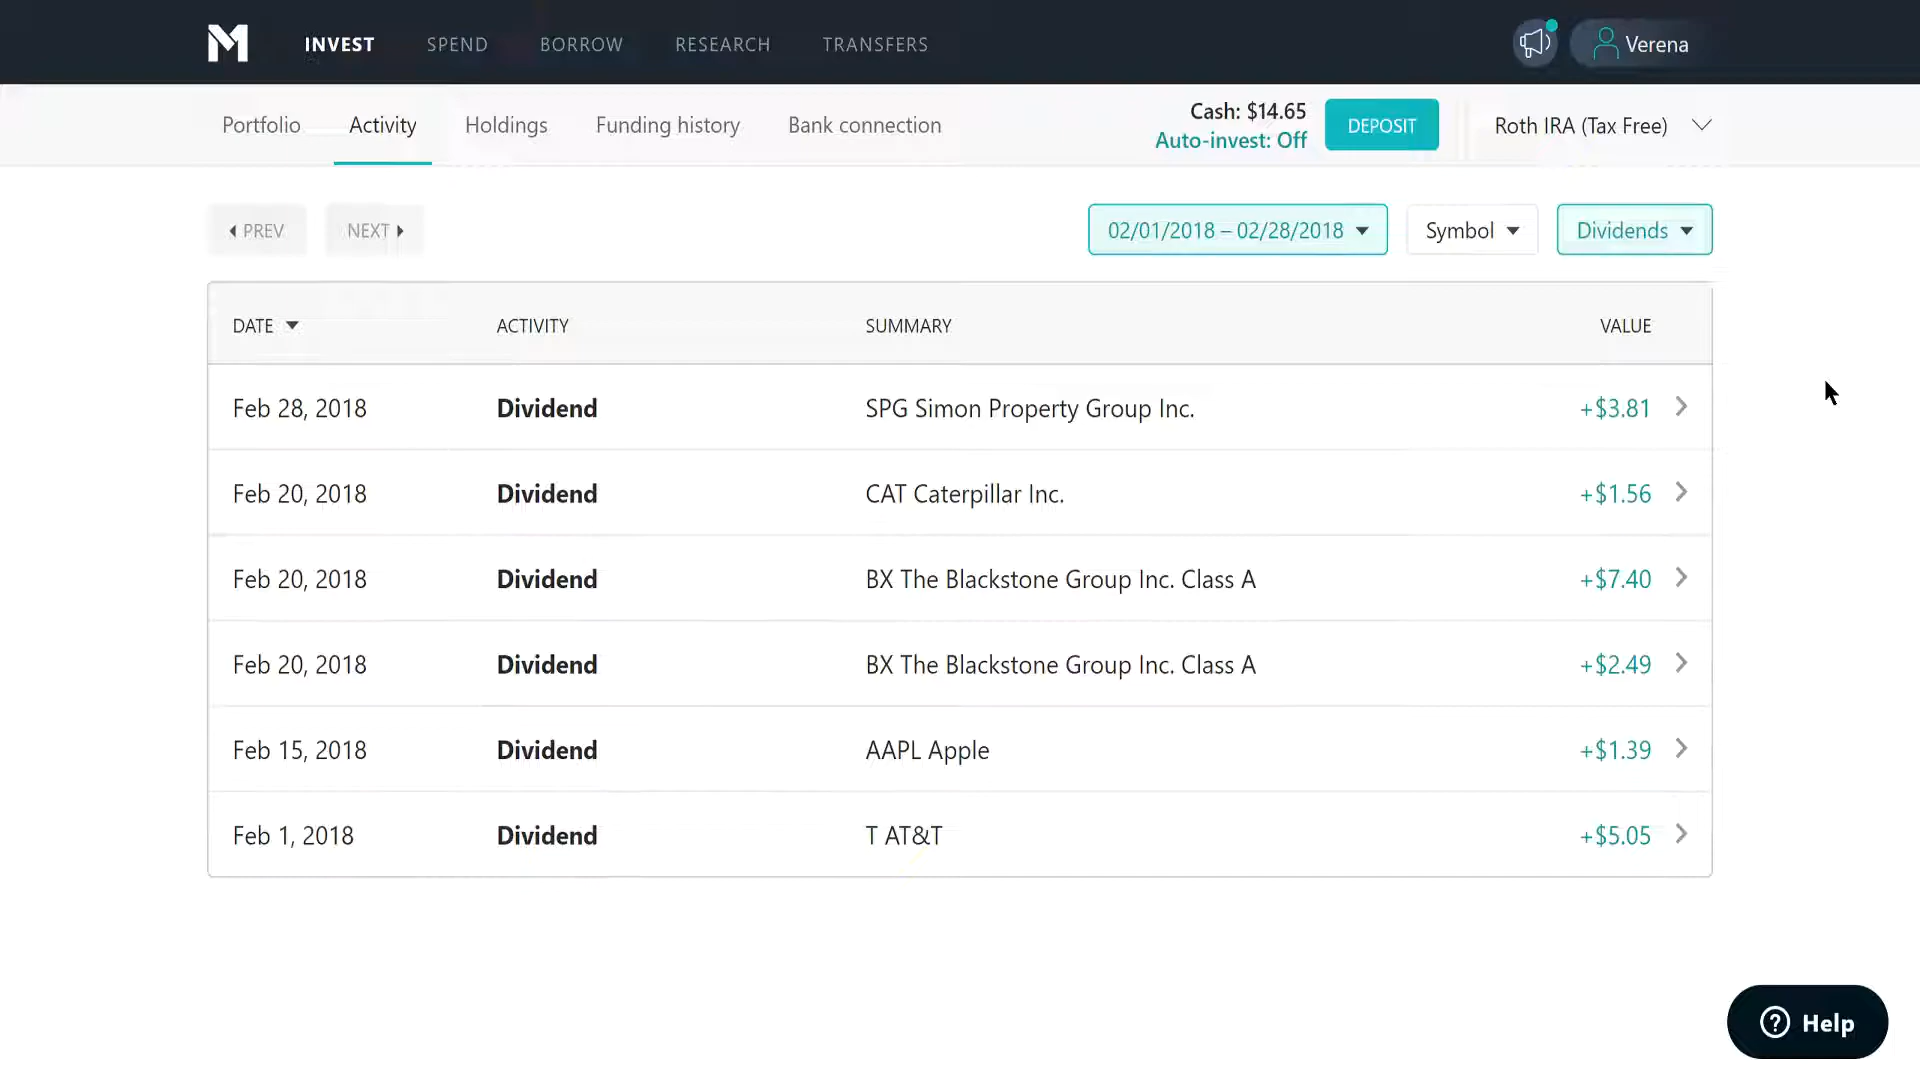 M INVEST SPEND BORROW RESEARCH TRANSFERS Verena
Portfolio Activity Holdings Funding history Bank connection Cash: $14.65 DEPOSIT Roth IRA (Tax Free)
Auto-invest: Off
PREV NEXT 02/01/2018 – 02/28/2018 Symbol Dividends
DATE ACTIVITY SUMMARY VALUE
Feb 28, 2018 Dividend SPG Simon Property Group Inc. +$3.81
Feb 20, 2018 Dividend CAT Caterpillar Inc. +$1.56
Feb 20, 2018 Dividend BX The Blackstone Group Inc. Class A +$7.40
Feb 20, 2018 Dividend BX The Blackstone Group Inc. Class A +$2.49
Feb 15, 2018 Dividend AAPL Apple +$1.39
Feb 1, 2018 Dividend T AT&T +$5.05
? Help